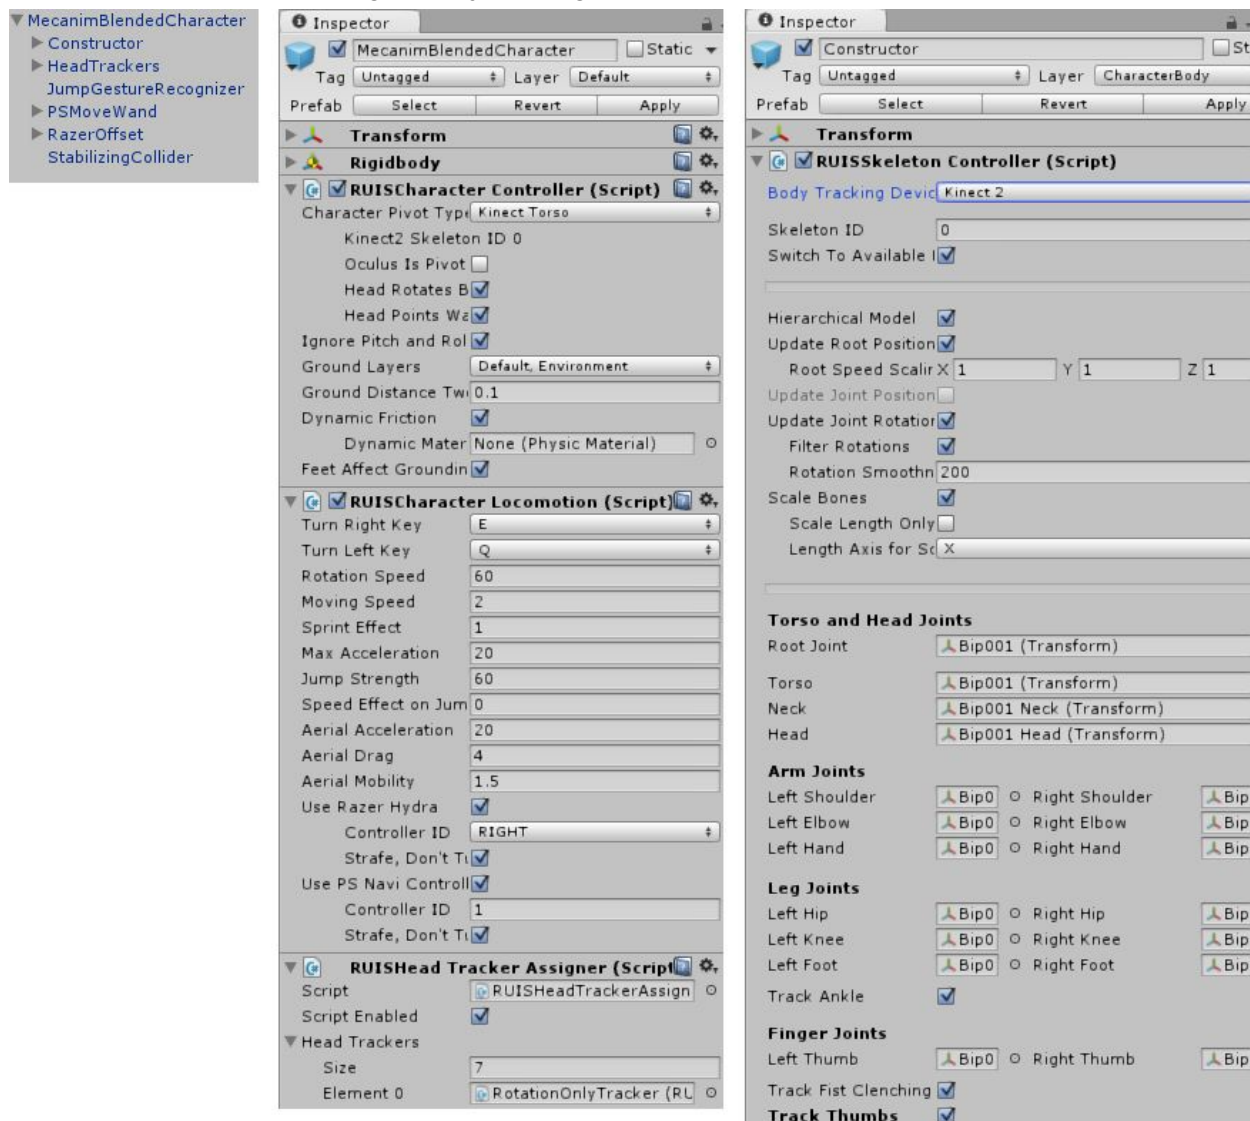 MecanimBlendedCharacter
Constructor
HeadTrackers
JumpGestureRecognizer
PSMoveWand
RazerOffset
StabilizingCollider
Inspector
MecanimBlendedCharacter Static
Tag Untagged Layer Default
Prefab Select Revert Apply
Transform
Rigidbody
RUISCharacter Controller (Script)
Character Pivot Type Kinect Torso
Kinect2 Skeleton ID 0
Oculus Is Pivot
Head Rotates B
Head Points Wa
Ignore Pitch and Rol
Ground Layers Default, Environment
Ground Distance Tw 0.1
Dynamic Friction
Dynamic Mater None (Physic Material)
Feet Affect Groundin
RUISCharacter Locomotion (Script)
Turn Right Key E
Turn Left Key Q
Rotation Speed 60
Moving Speed 2
Sprint Effect 1
Max Acceleration 20
Jump Strength 60
Speed Effect on Jum 0
Aerial Acceleration 20
Aerial Drag 4
Aerial Mobility 1.5
Use Razer Hydra
Controller ID RIGHT
Strafe, Don't Tu
Use PS Navi Controll
Controller ID 1
Strafe, Don't Tu
RUISHead Tracker Assigner (Script
Script RUISHeadTrackerAssign
Script Enabled
Head Trackers
Size 7
Element 0 RotationOnlyTracker (RU
Inspector
Constructor St
Tag Untagged Layer CharacterBody
Prefab Select Revert Apply
Transform
RUISSkeleton Controller (Script)
Body Tracking Devic Kinect 2
Skeleton ID 0
Switch To Available
Hierarchical Model
Update Root Position
Root Speed Scalin X 1 Y 1 Z 1
Update Joint Position
Update Joint Rotation
Filter Rotations
Rotation Smoothn 200
Scale Bones
Scale Length Only
Length Axis for Sc X
Torso and Head Joints
Root Joint Bip001 (Transform)
Torso Bip001 (Transform)
Neck Bip001 Neck (Transform)
Head Bip001 Head (Transform)
Arm Joints
Left Shoulder Bip0 Right Shoulder Bip
Left Elbow Bip0 Right Elbow Bip
Left Hand Bip0 Right Hand Bip
Leg Joints
Left Hip Bip0 Right Hip Bip
Left Knee Bip0 Right Knee Bip
Left Foot Bip0 Right Foot Bip
Track Ankle
Finger Joints
Left Thumb Bip0 Right Thumb Bip
Track Fist Clenching
Track Thumbs